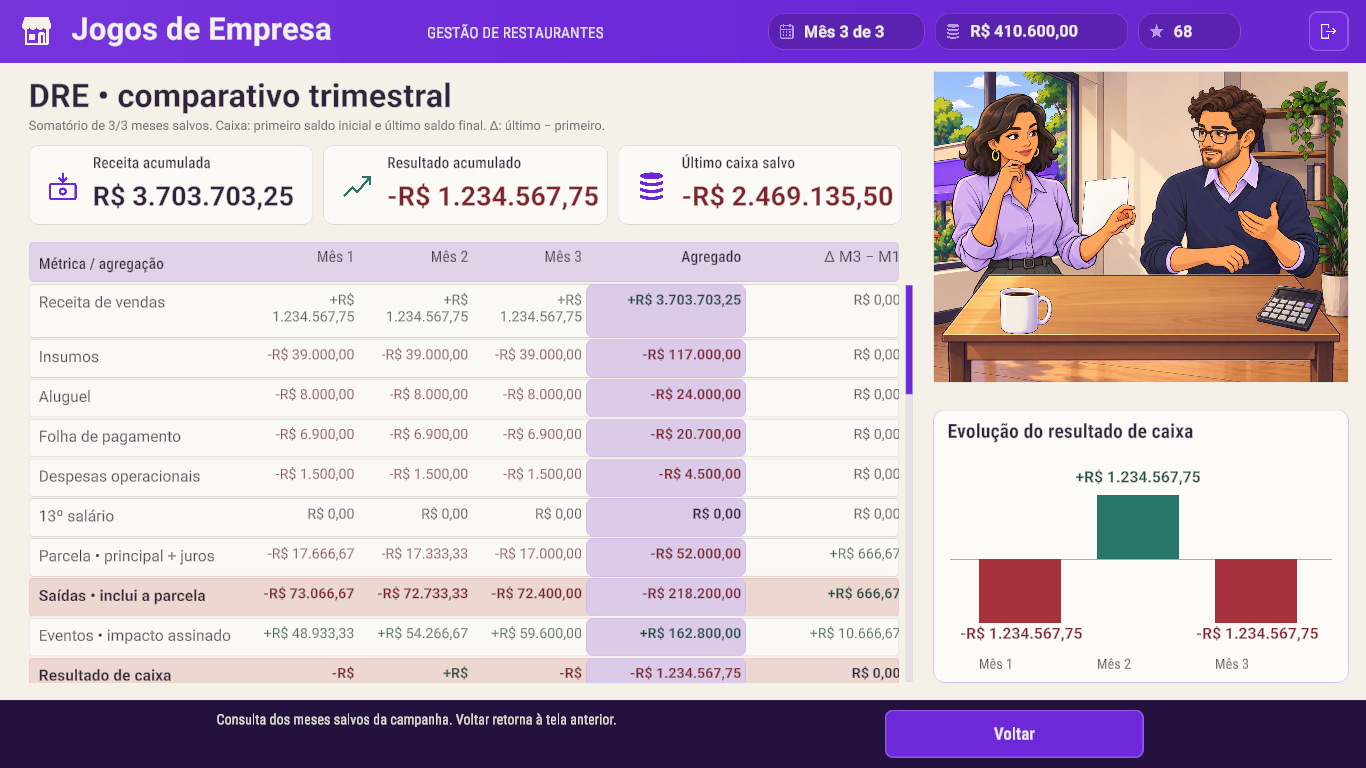 Jogos de Empresa
GESTÃO DE RESTAURANTES
Mês 3 de 3
R$ 410.600,00
68
DRE • comparativo trimestral
Somatório de 3/3 meses salvos. Caixa: primeiro saldo inicial e último saldo final. Δ: último − primeiro.
Receita acumulada
R$ 3.703.703,25
Resultado acumulado
-R$ 1.234.567,75
Último caixa salvo
-R$ 2.469.135,50
Métrica / agregação Mês 1 Mês 2 Mês 3 Agregado Δ M3 − M1
Receita de vendas +R$ 1.234.567,75 +R$ 1.234.567,75 +R$ 1.234.567,75 +R$ 3.703.703,25 R$ 0,00
Insumos -R$ 39.000,00 -R$ 39.000,00 -R$ 39.000,00 -R$ 117.000,00 R$ 0,00
Aluguel -R$ 8.000,00 -R$ 8.000,00 -R$ 8.000,00 -R$ 24.000,00 R$ 0,00
Folha de pagamento -R$ 6.900,00 -R$ 6.900,00 -R$ 6.900,00 -R$ 20.700,00 R$ 0,00
Despesas operacionais -R$ 1.500,00 -R$ 1.500,00 -R$ 1.500,00 -R$ 4.500,00 R$ 0,00
13º salário R$ 0,00 R$ 0,00 R$ 0,00 R$ 0,00 R$ 0,00
Parcela • principal + juros -R$ 17.666,67 -R$ 17.333,33 -R$ 17.000,00 -R$ 52.000,00 +R$ 666,67
Saídas • inclui a parcela -R$ 73.066,67 -R$ 72.733,33 -R$ 72.400,00 -R$ 218.200,00 +R$ 666,67
Eventos • impacto assinado +R$ 48.933,33 +R$ 54.266,67 +R$ 59.600,00 +R$ 162.800,00 +R$ 10.666,67
Resultado de caixa -R$ +R$ -R$ -R$ 1.234.567,75 R$ 0,00
Evolução do resultado de caixa
+R$ 1.234.567,75
-R$ 1.234.567,75
-R$ 1.234.567,75
Mês 1
Mês 2
Mês 3
Consulta dos meses salvos da campanha. Voltar retorna à tela anterior.
Voltar